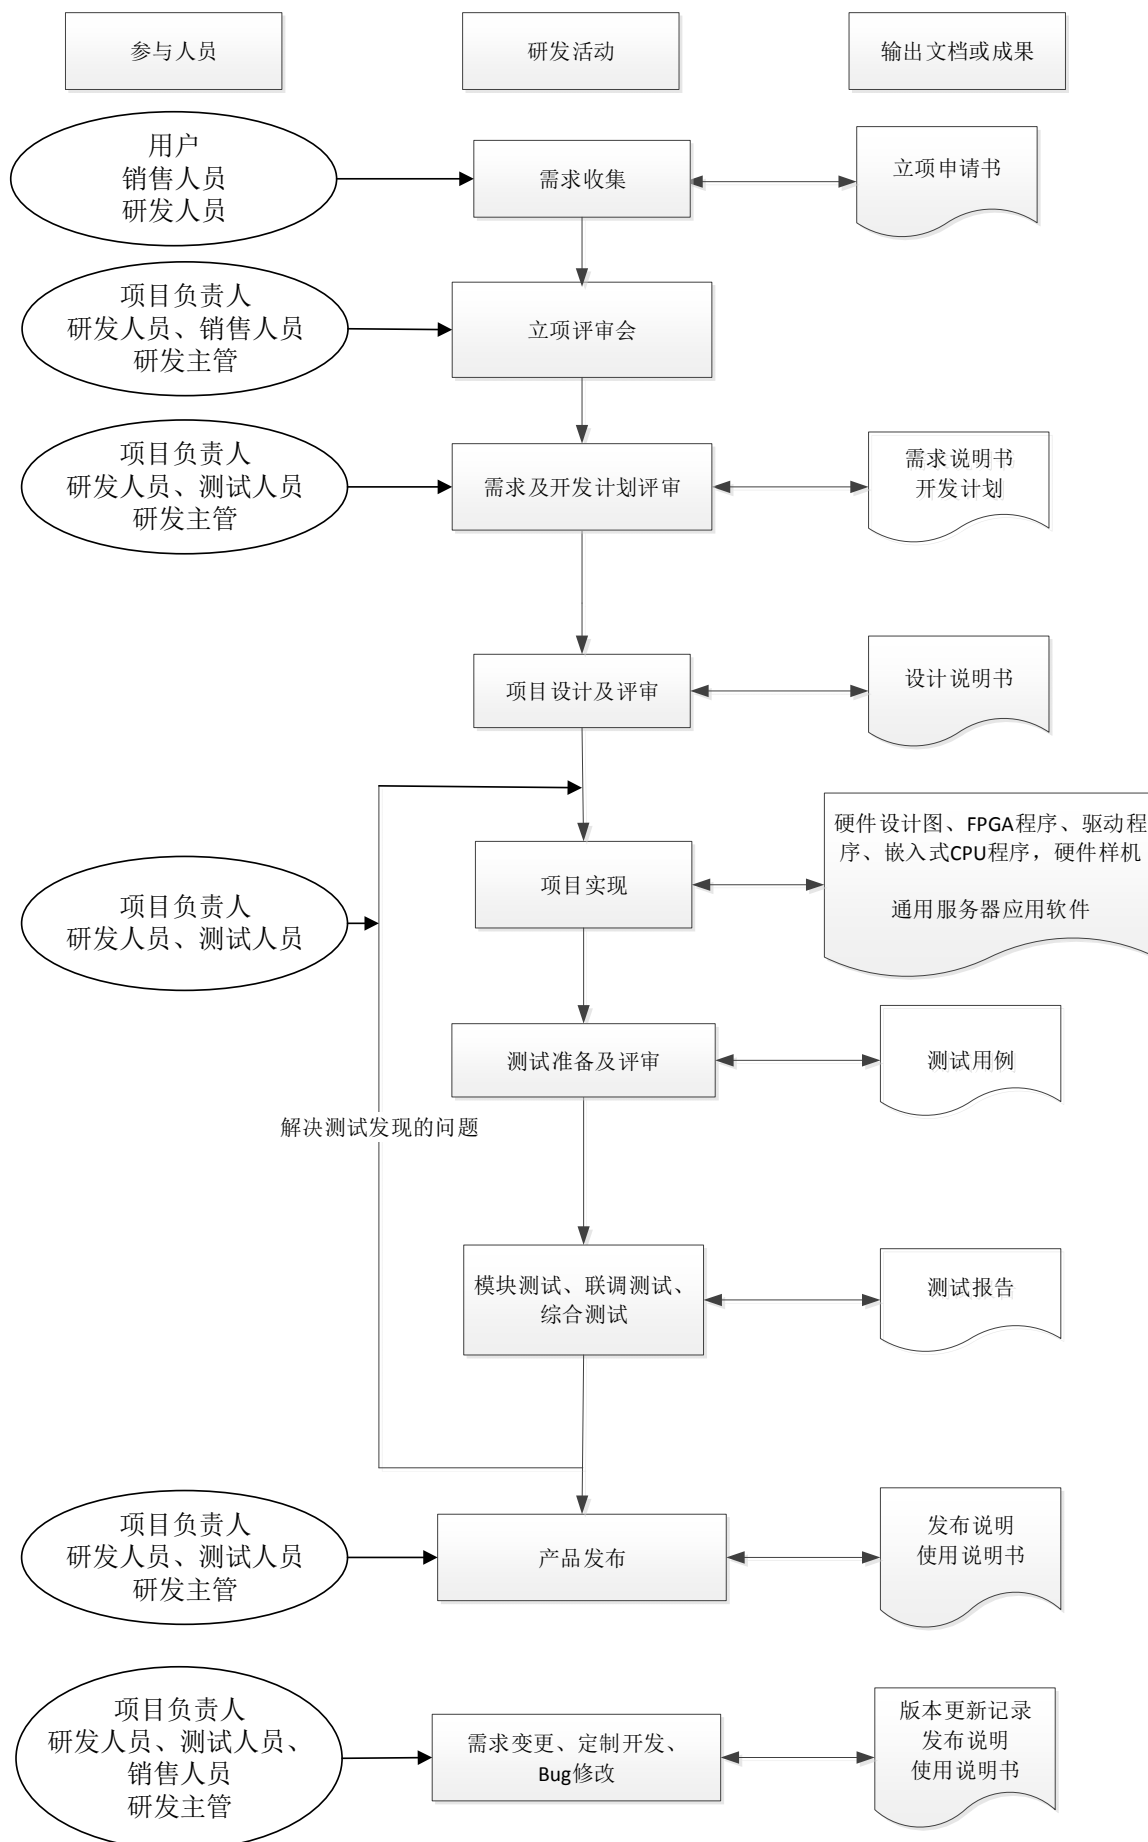 参与人员
研发活动
输出文档或成果
用户
销售人员
研发人员
需求收集
立项申请书
项目负责人
研发人员、销售人员
研发主管
立项评审会
项目负责人
研发人员、测试人员
研发主管
需求及开发计划评审
需求说明书
开发计划
项目设计及评审
设计说明书
硬件设计图、FPGA程序、驱动程
序、嵌入式CPU程序，硬件样机
通用服务器应用软件
项目实现
项目负责人
研发人员、测试人员
测试准备及评审
测试用例
解决测试发现的问题
模块测试、联调测试、
综合测试
测试报告
项目负责人
研发人员、测试人员
研发主管
产品发布
发布说明
使用说明书
项目负责人
研发人员、测试人员、
销售人员
研发主管
需求变更、定制开发、
Bug修改
版本更新记录
发布说明
使用说明书